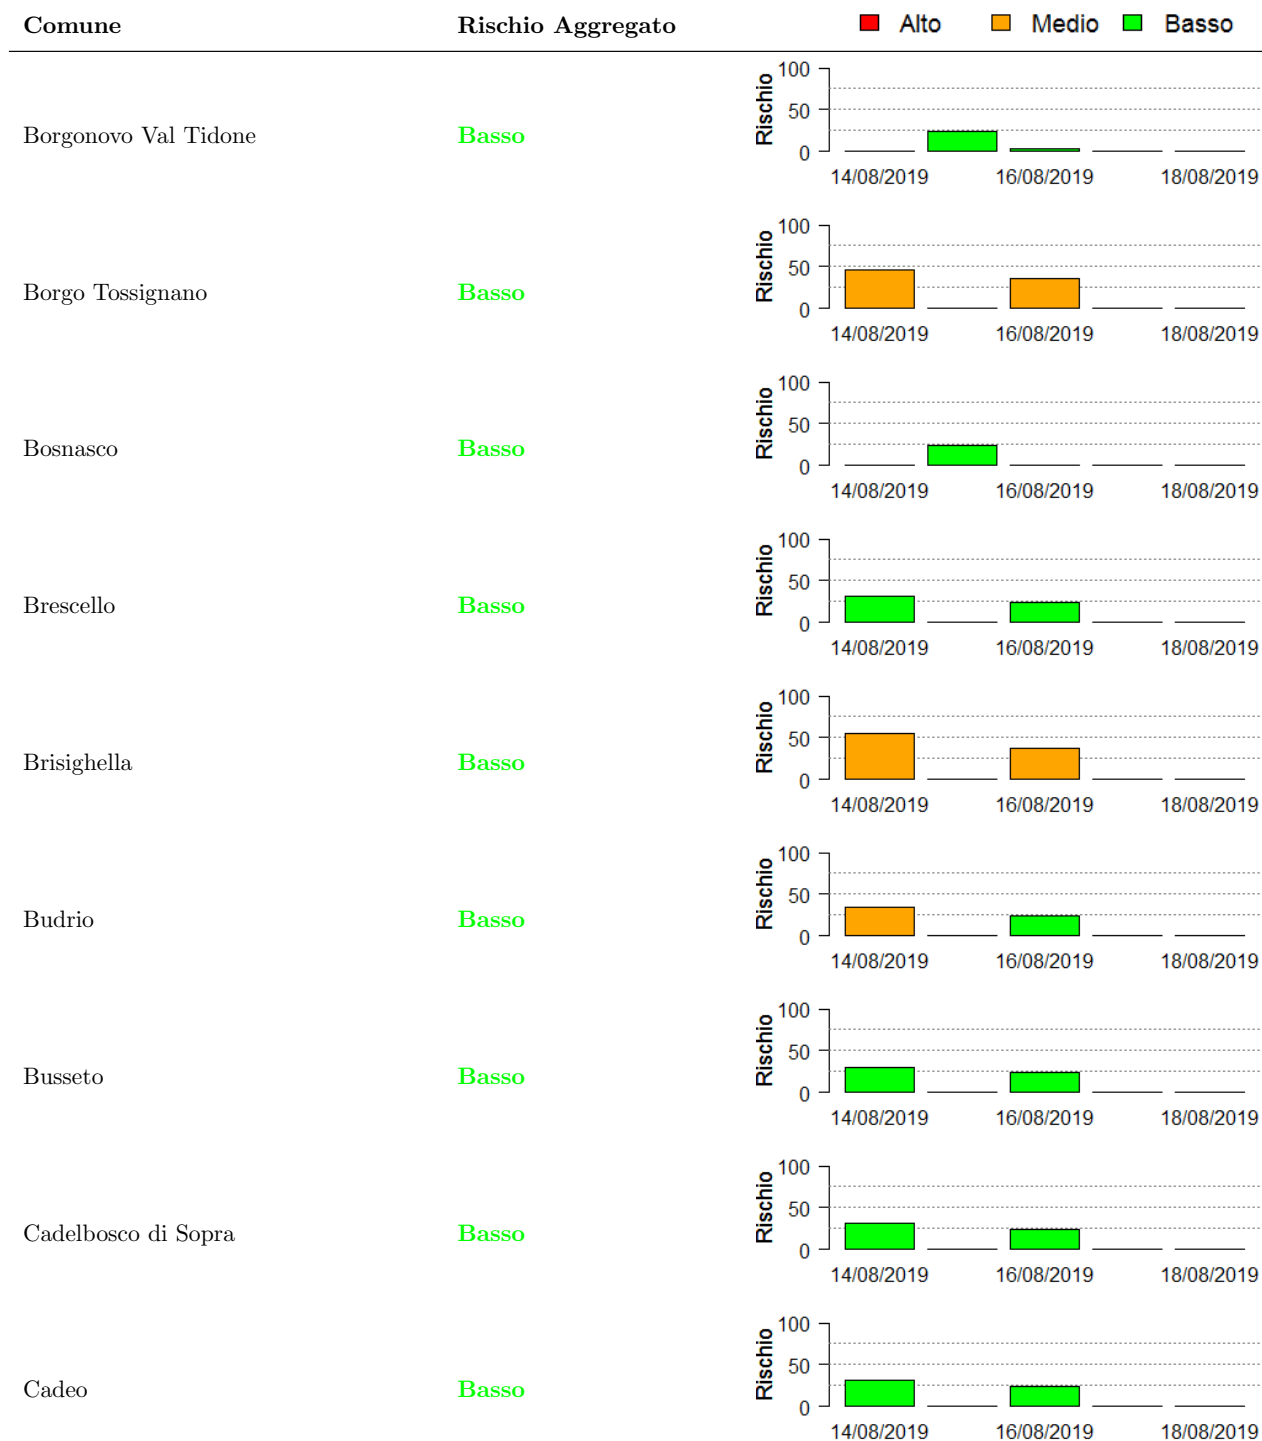 Comune Rischio Aggregato Alto Medio Basso
100
50
0
Rischio
Borgonovo Val Tidone Basso
14/08/2019 16/08/2019 18/08/2019
100
50
0
Rischio
Borgo Tossignano Basso
14/08/2019 16/08/2019 18/08/2019
100
50
0
Rischio
Bosnasco Basso
14/08/2019 16/08/2019 18/08/2019
100
50
0
Rischio
Brescello Basso
14/08/2019 16/08/2019 18/08/2019
100
50
0
Rischio
Brisighella Basso
14/08/2019 16/08/2019 18/08/2019
100
50
0
Rischio
Budrio Basso
14/08/2019 16/08/2019 18/08/2019
100
50
0
Rischio
Busseto Basso
14/08/2019 16/08/2019 18/08/2019
100
50
0
Rischio
Cadelbosco di Sopra Basso
14/08/2019 16/08/2019 18/08/2019
100
50
0
Rischio
Cadeo Basso
14/08/2019 16/08/2019 18/08/2019